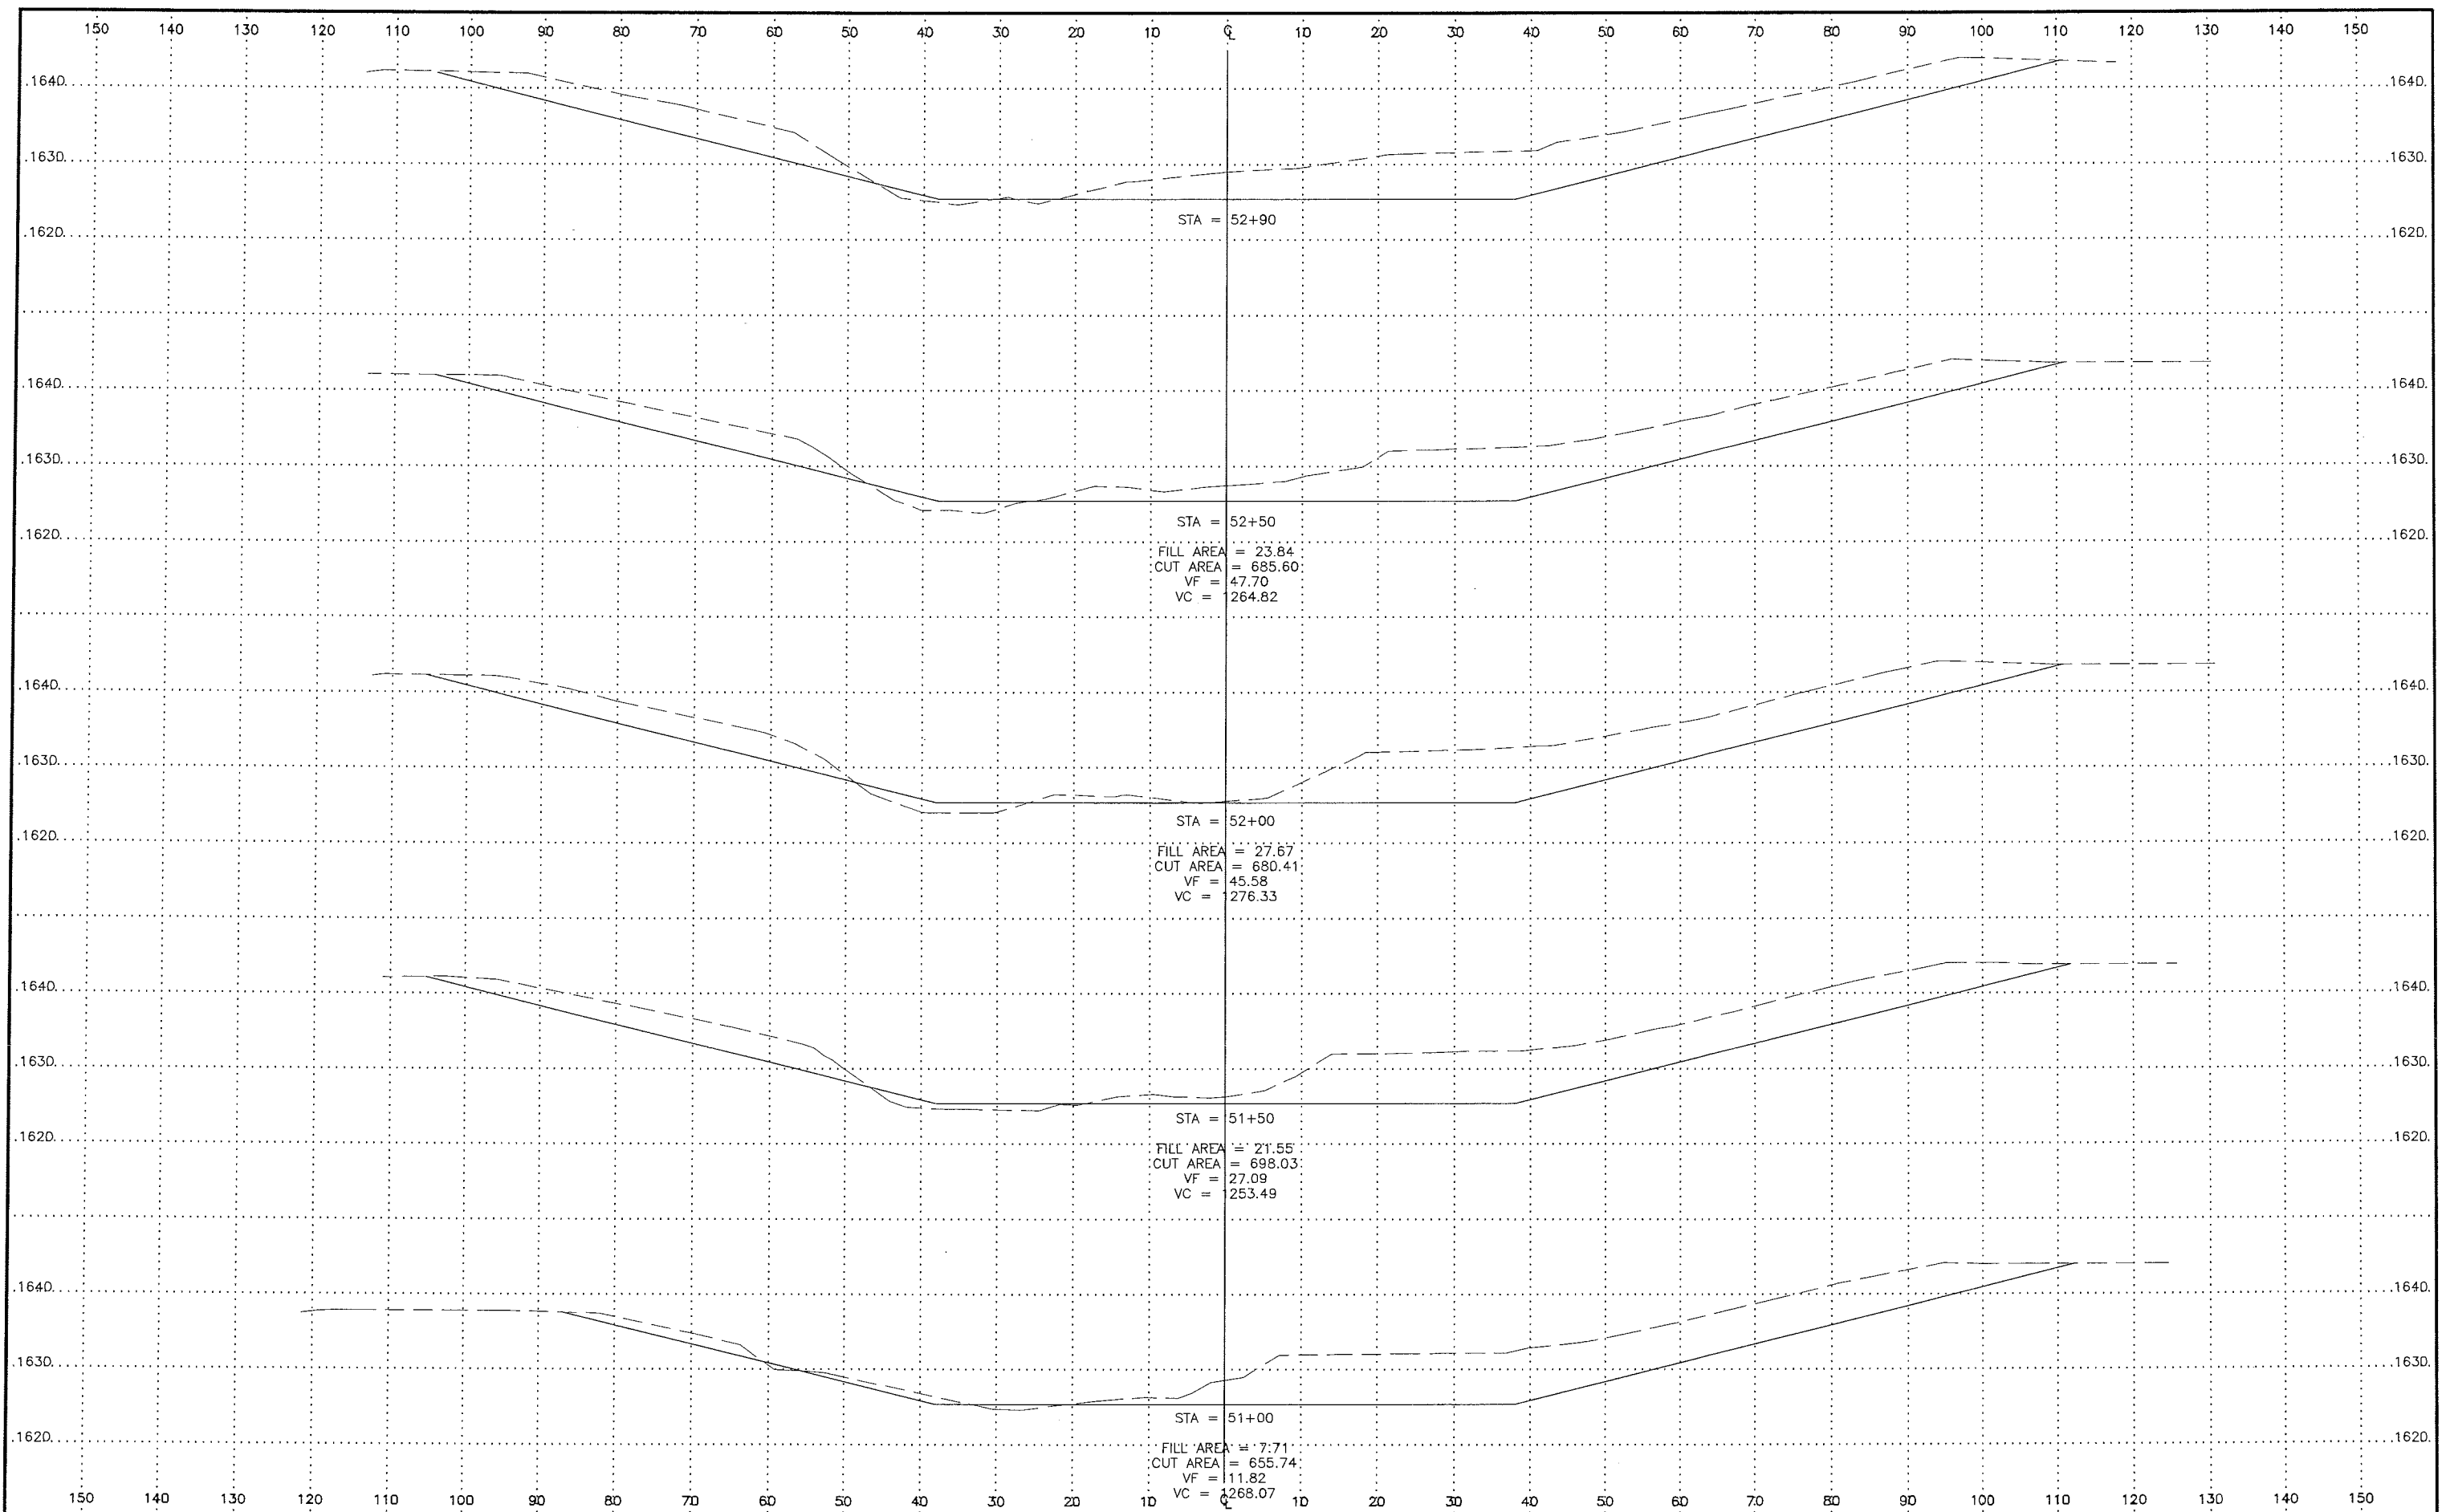 150 140 130 120 110 100 90 80 70 60 50 40 30 20 10 ℄ 10 20 30 40 50 60 70 80 90 100 110 120 130 140 150
1640 1640
1630 1630
STA = 52+90
1620 1620
1640 1640
1630 1630
STA = 52+50
1620 1620
FILL AREA = 23.84
CUT AREA = 685.60
VF = 47.70
VC = 1264.82
1640 1640
1630 1630
STA = 52+00
1620 1620
FILL AREA = 27.67
CUT AREA = 680.41
VF = 45.58
VC = 1276.33
1640 1640
1630 1630
STA = 51+50
1620 1620
FILL AREA = 21.55
CUT AREA = 698.03
VF = 27.09
VC = 1253.49
1640 1640
1630 1630
STA = 51+00
1620 1620
FILL AREA = 7.71
CUT AREA = 655.74
VF = 11.82
VC = 1268.07
150 140 130 120 110 100 90 80 70 60 50 40 30 20 10 ℄ 10 20 30 40 50 60 70 80 90 100 110 120 130 140 150